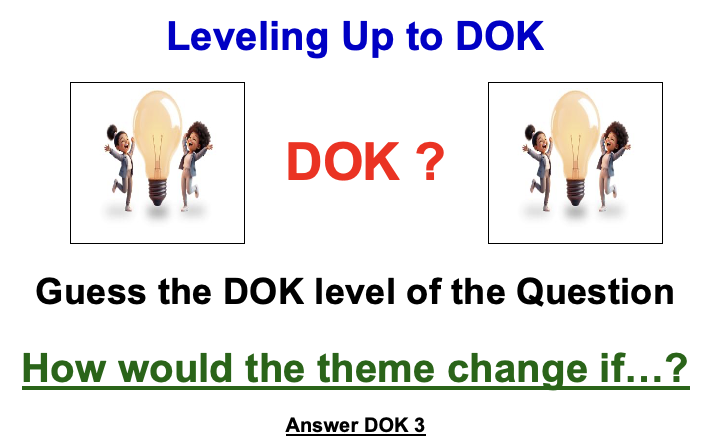 Leveling Up to DOK
DOK ?
Guess the DOK level of the Question
How would the theme change if…?
Answer DOK 3